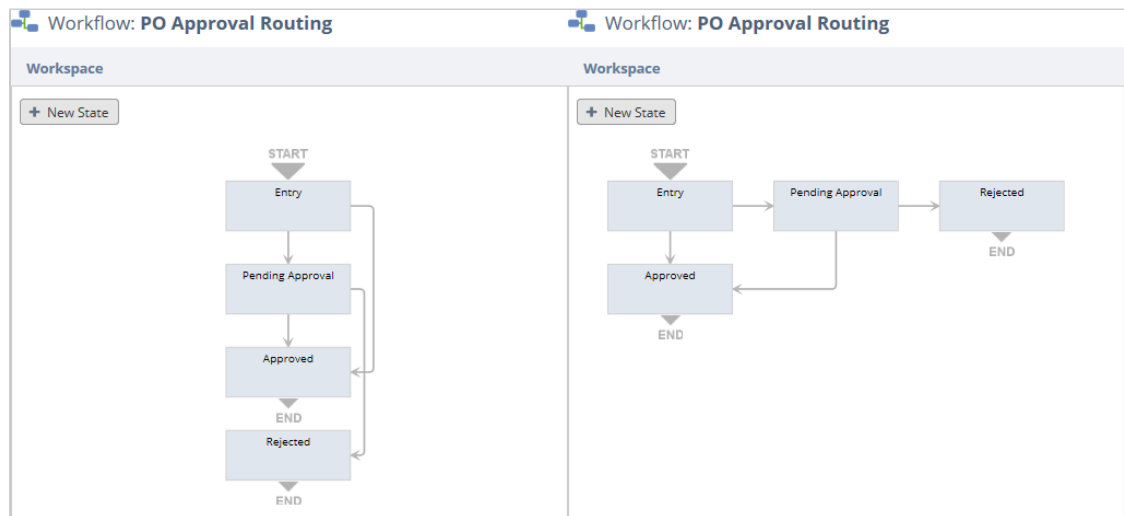 Workflow: PO Approval Routing
Workspace
+ New State
START
Entry
Pending Approval
Approved
END
Rejected
END
Workflow: PO Approval Routing
Workspace
+ New State
START
Entry
Pending Approval
Rejected
END
Approved
END